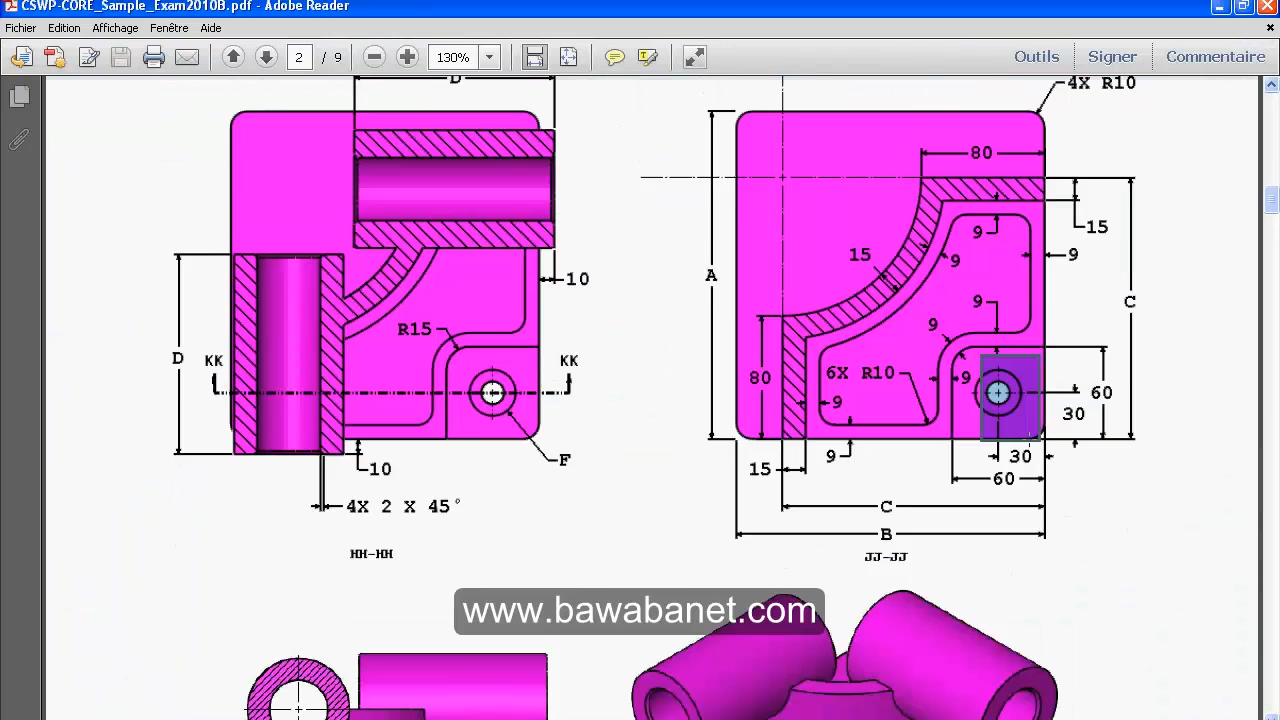 CSWP-CORE_Sample_Exam2010B.pdf - Adobe Reader
Fichier Edition Affichage Fenêtre Aide
2 / 9 130% Outils Signer Commentaire
D
4X R10
80
15
9
10
A
15
9
9
C
9
R15
9
D
KK
KK
80
6X R10
9
60
9
30
F
10
15
9
30
60
4X 2 X 45°
C
B
HH-HH
JJ-JJ
www.bawabanet.com